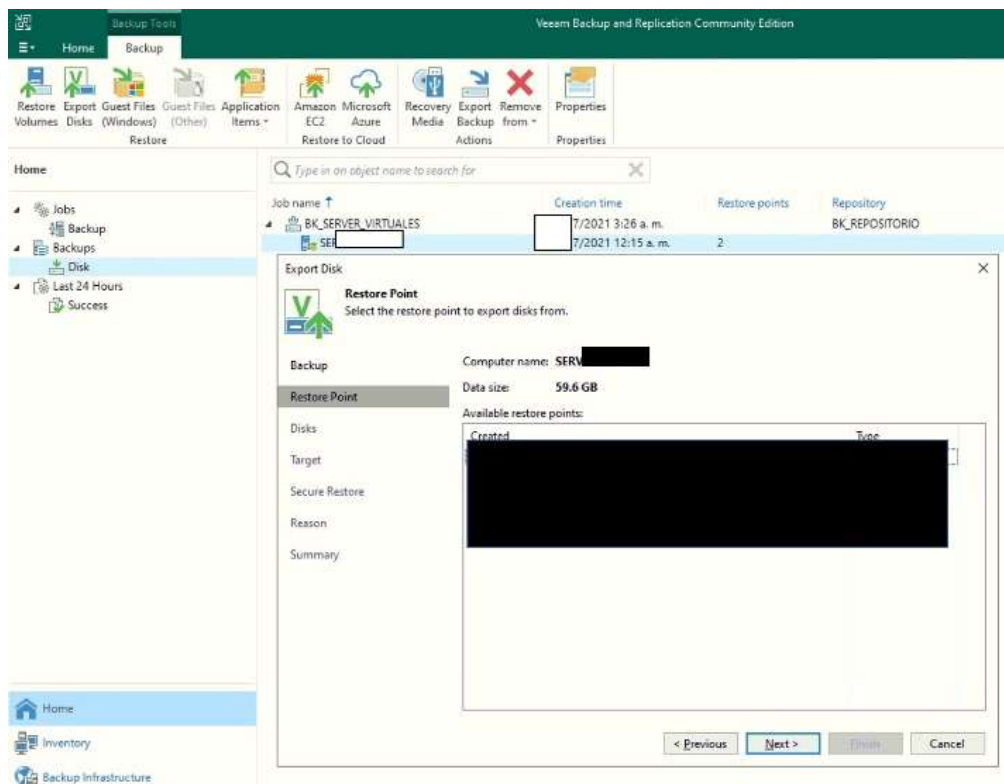 Backup Tools
Veeam Backup and Replication Community Edition
Home Backup
Restore Volumes Export Disks Guest Files (Windows) Guest Files (Other) Application Items Amazon EC2 Microsoft Azure Recovery Media Export Backup Remove from Properties
Restore Restore to Cloud Actions Properties
Home
Type in an object name to search for
Job name Creation time Restore points Repository
BK_SERVER_VIRTUALES 7/2021 3:26 a. m. BK_REPOSITORIO
SER 7/2021 12:15 a. m. 2
Jobs
Backup
Backups
Disk
Last 24 Hours
Success
Export Disk
Restore Point
Select the restore point to export disks from.
Backup
Restore Point
Disks
Target
Secure Restore
Reason
Summary
Computer name: SERV
Data size: 59.6 GB
Available restore points:
Created Type
< Previous Next > Finish Cancel
Home
Inventory
Backup Infrastructure